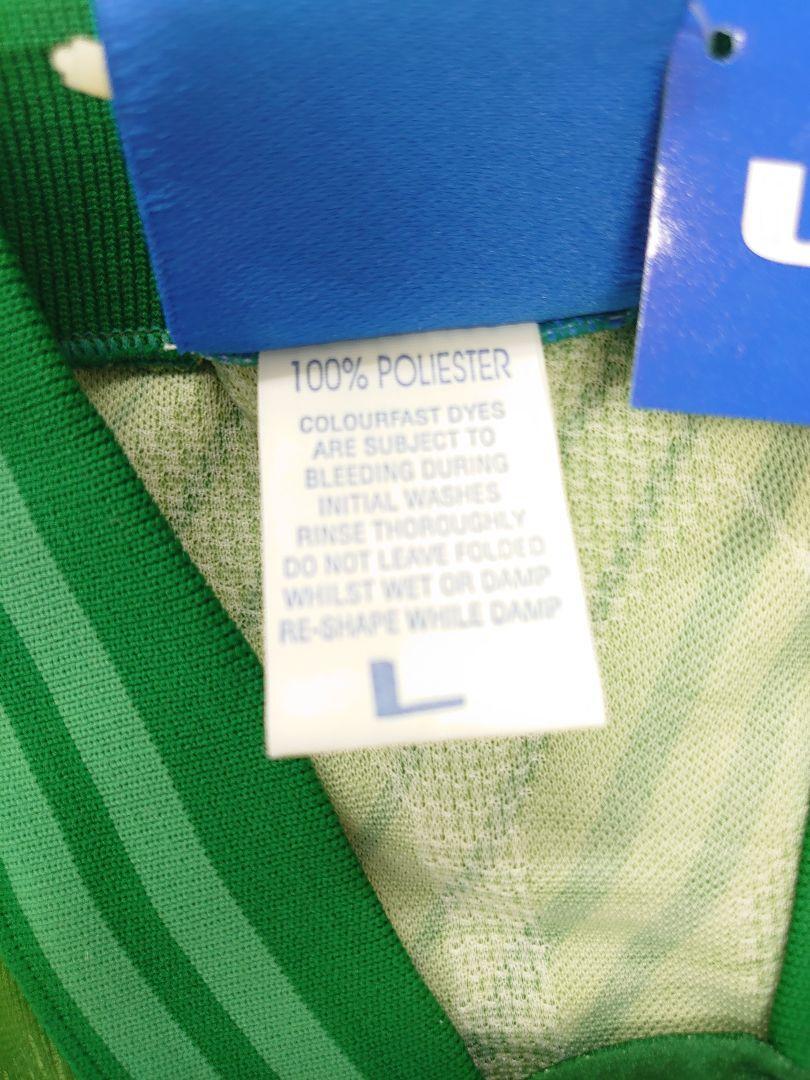 100% POLIESTER
COLOURFAST DYES
ARE SUBJECT TO
BLEEDING DURING
INITIAL WASHES
RINSE THOROUGHLY
DO NOT LEAVE FOLDED
WHILST WET OR DAMP
RE-SHAPE WHILE DAMP
L